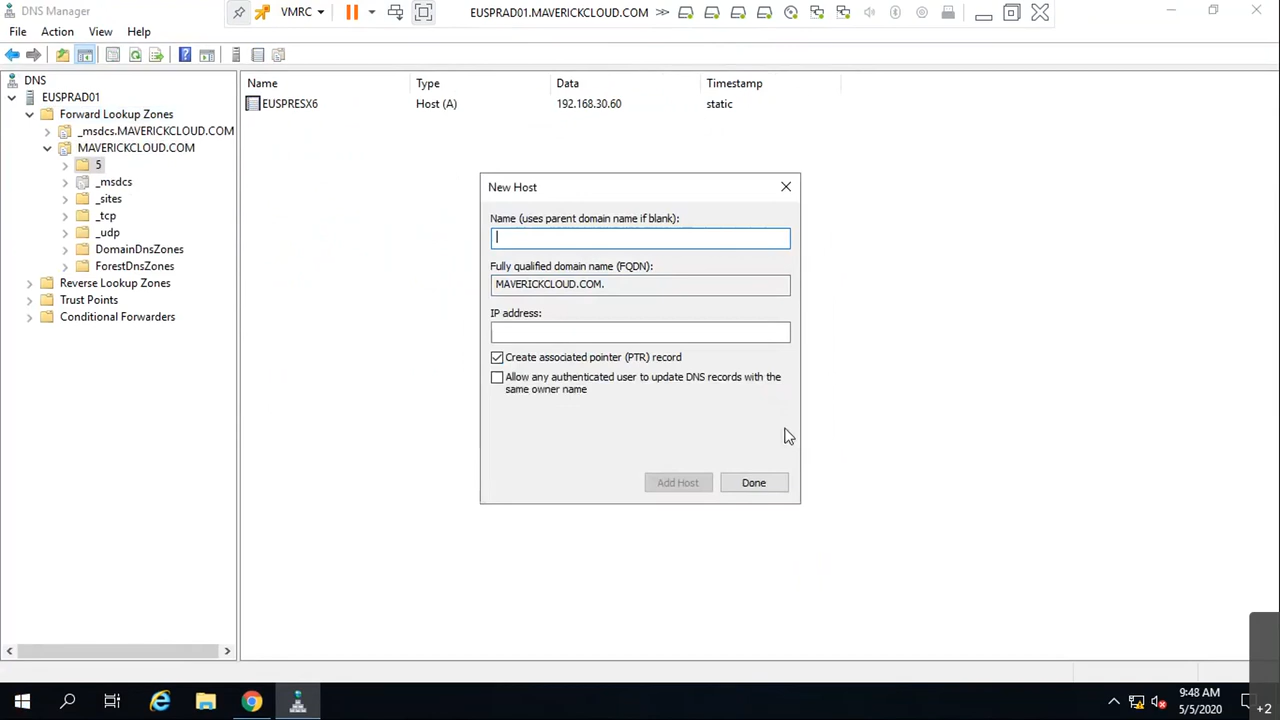 DNS Manager
VMRC
EUSPRAD01.MAVERICKCLOUD.COM
File Action View Help
DNS
EUSPRAD01
Forward Lookup Zones
_msdcs.MAVERICKCLOUD.COM
MAVERICKCLOUD.COM
5
_msdcs
_sites
_tcp
_udp
DomainDnsZones
ForestDnsZones
Reverse Lookup Zones
Trust Points
Conditional Forwarders
Name Type Data Timestamp
EUSPRESX6 Host (A) 192.168.30.60 static
New Host
Name (uses parent domain name if blank):
Fully qualified domain name (FQDN):
MAVERICKCLOUD.COM.
IP address:
Create associated pointer (PTR) record
Allow any authenticated user to update DNS records with the
same owner name
Add Host Done
9:48 AM
5/5/2020
+2